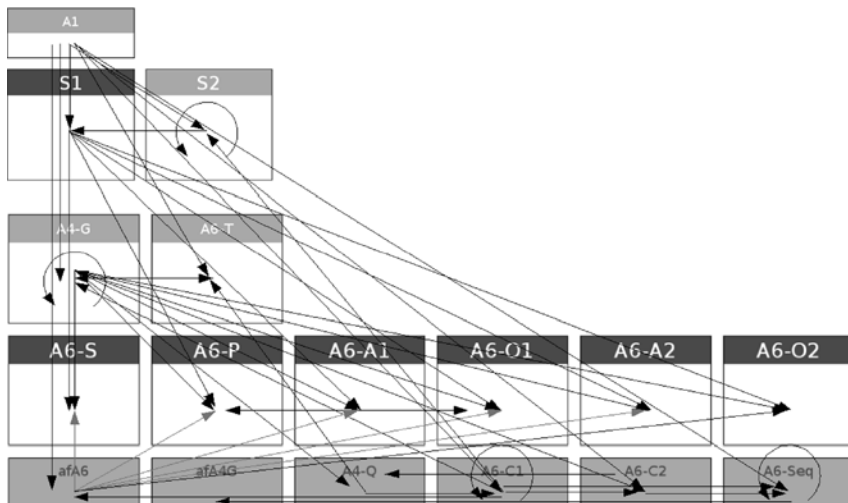 A1
S1 S2
A4-G A6-T
A6-S A6-P A6-A1 A6-O1 A6-A2 A6-O2
afA6 afA4G A4-Q A6-C1 A6-C2 A6-Seq